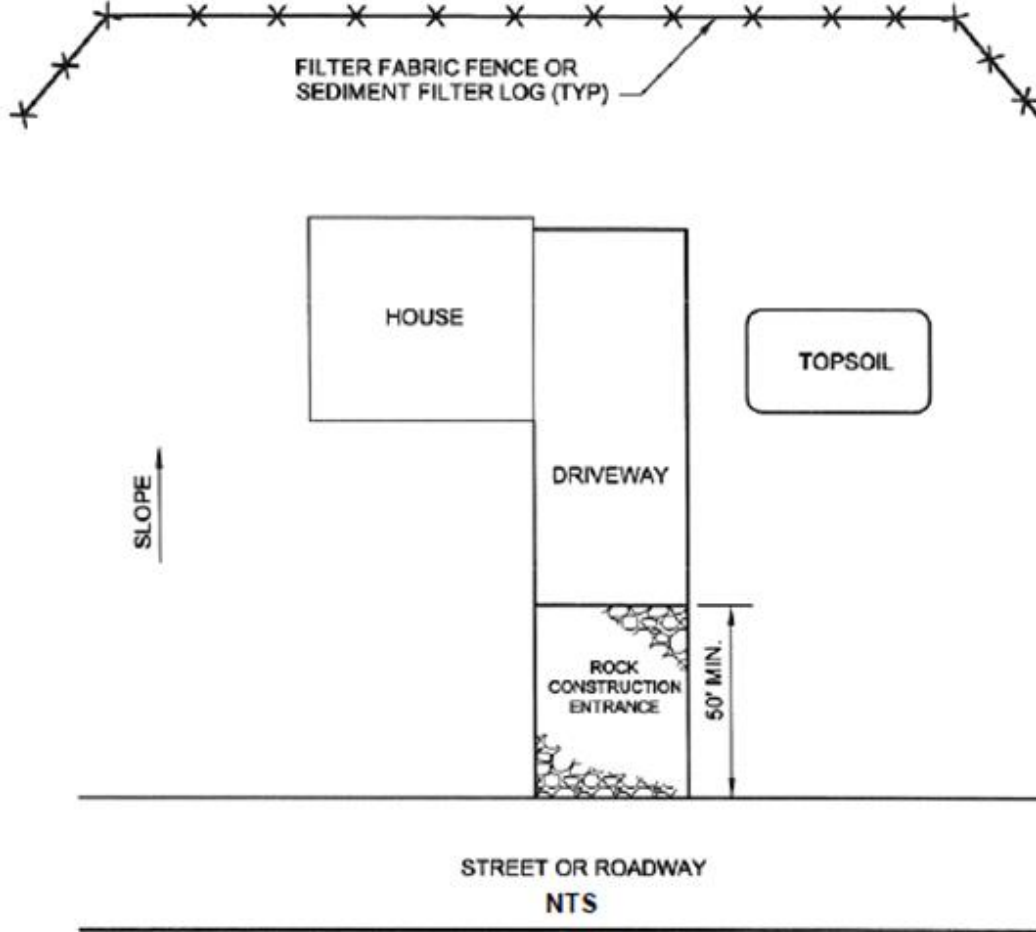 FILTER FABRIC FENCE OR
SEDIMENT FILTER LOG (TYP)
HOUSE
TOPSOIL
DRIVEWAY
SLOPE
ROCK
CONSTRUCTION
ENTRANCE
50' MIN.
STREET OR ROADWAY
NTS